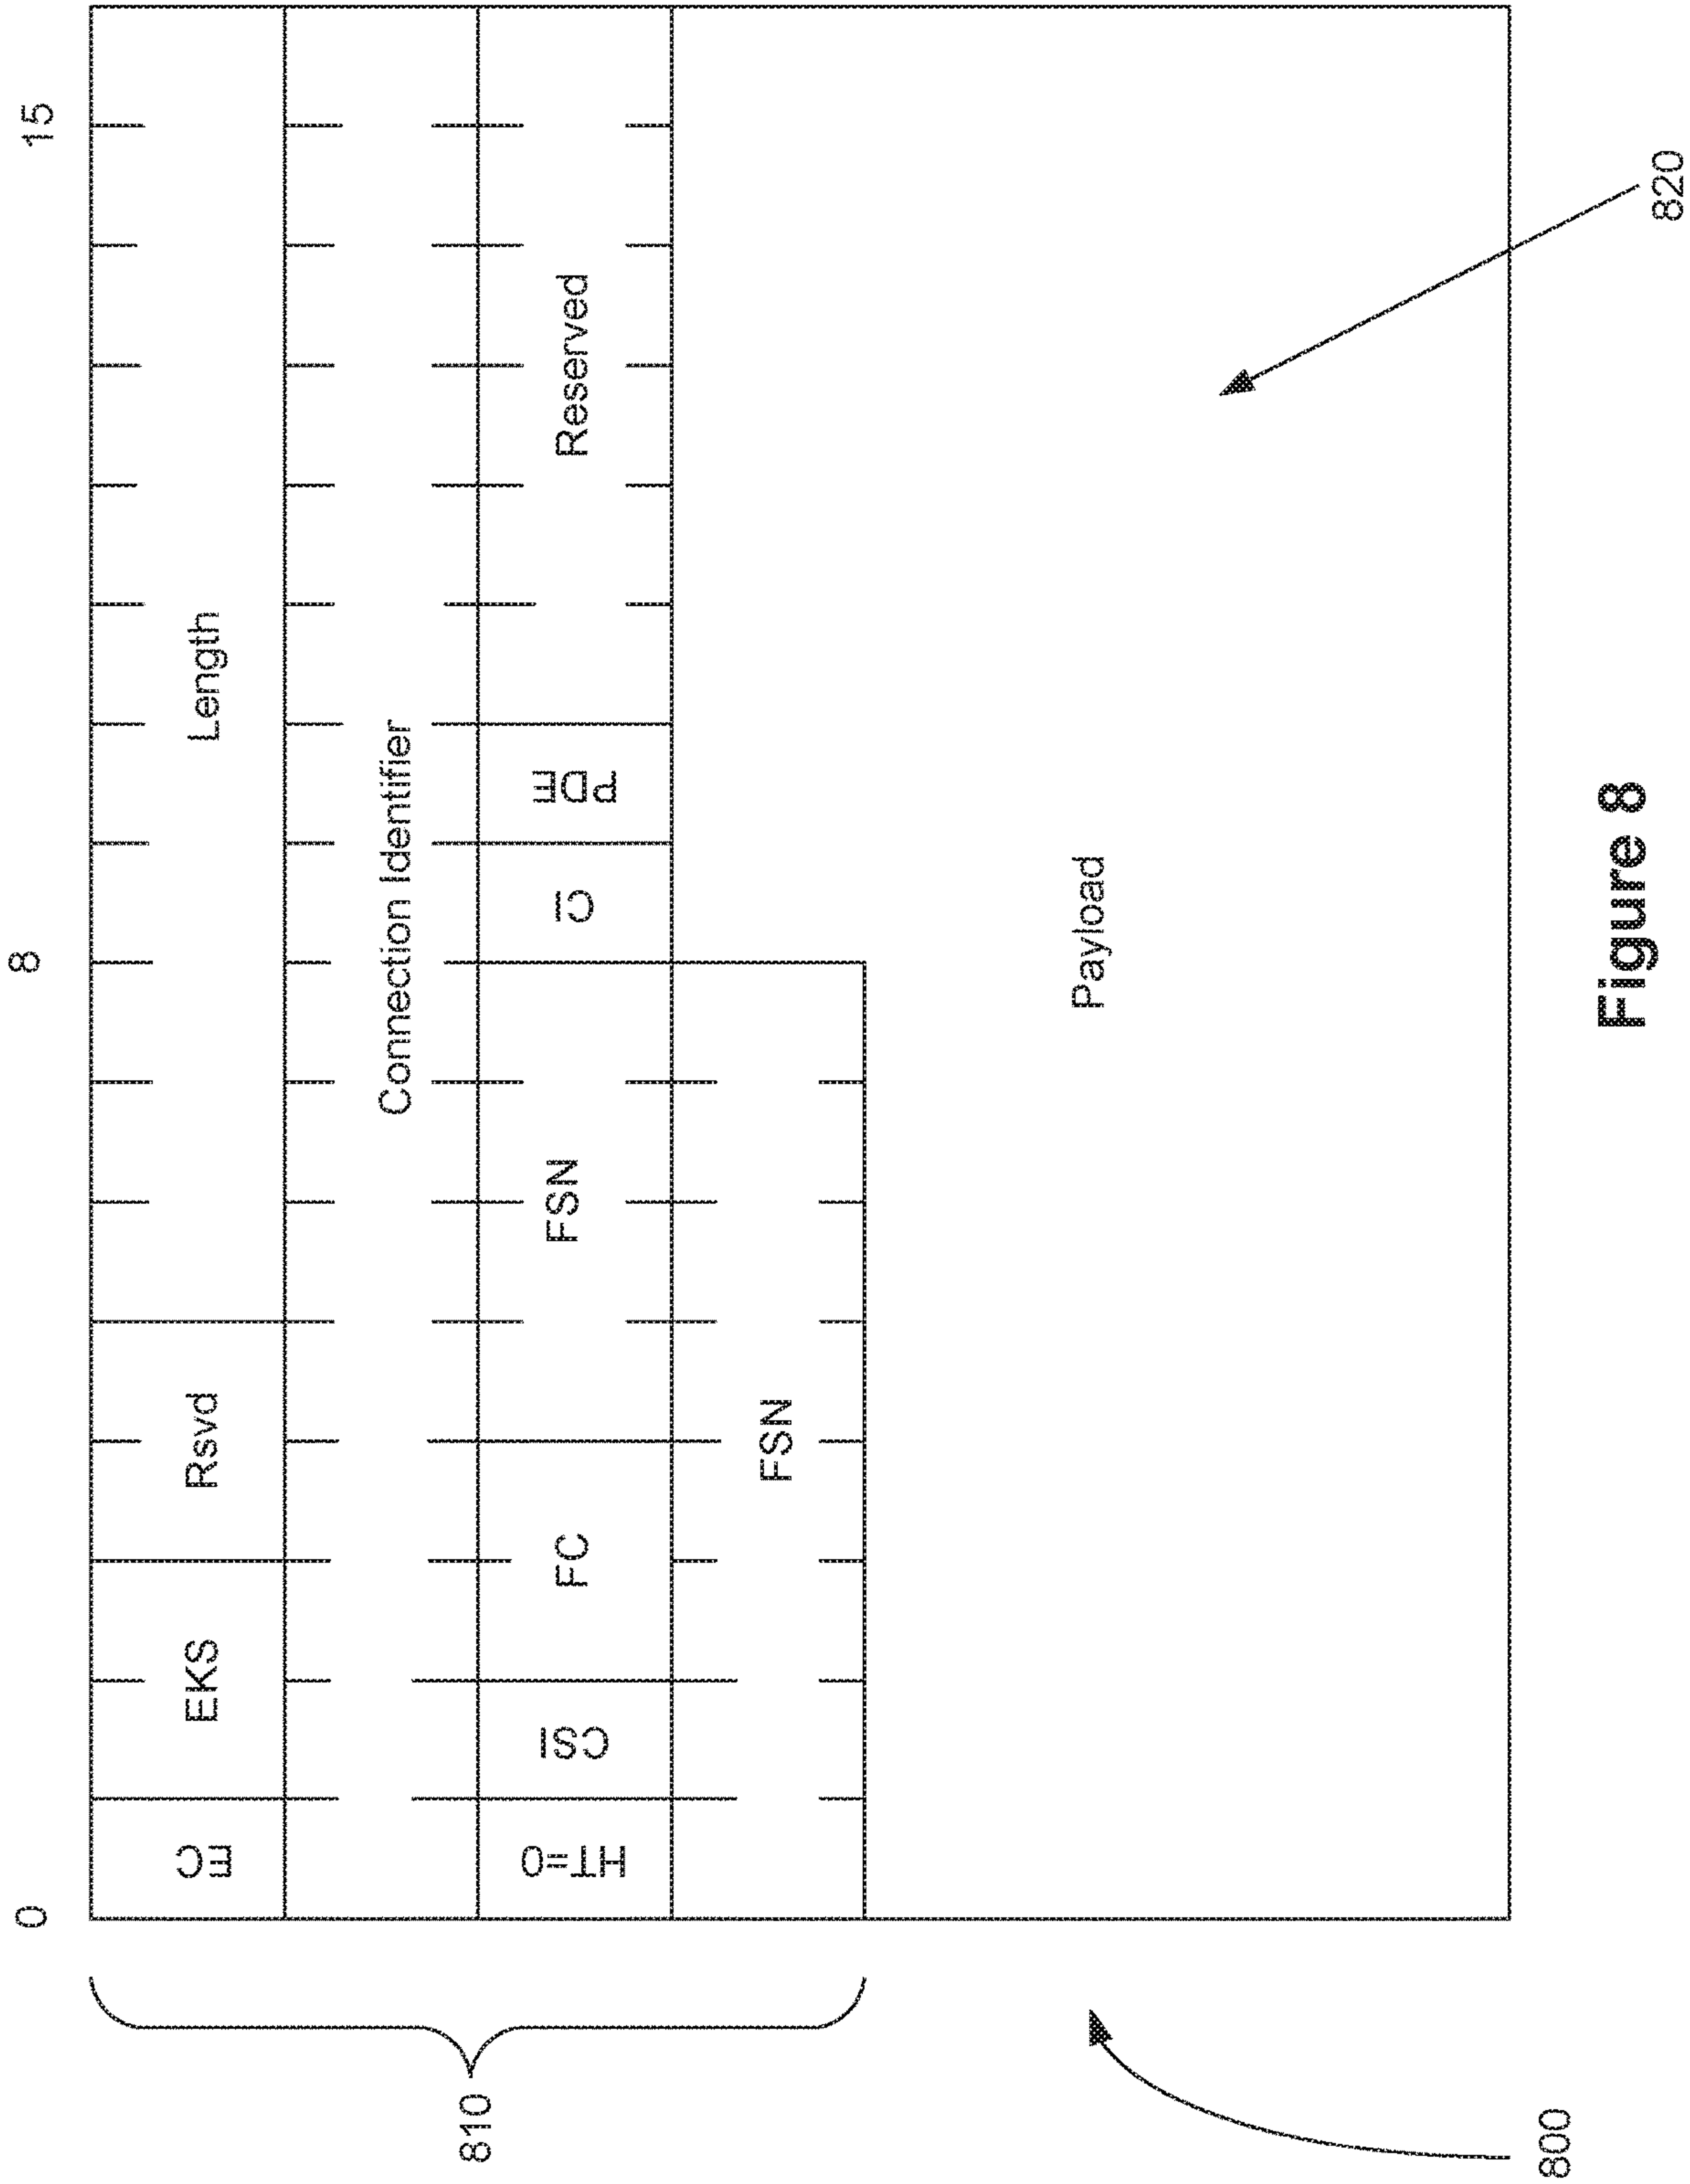 0 8 15
EC EKS Rsvd Length
Connection Identifier
HT=0 CSI FC FSN CI PDE Reserved
FSN
Payload
810
800
820
Figure 8